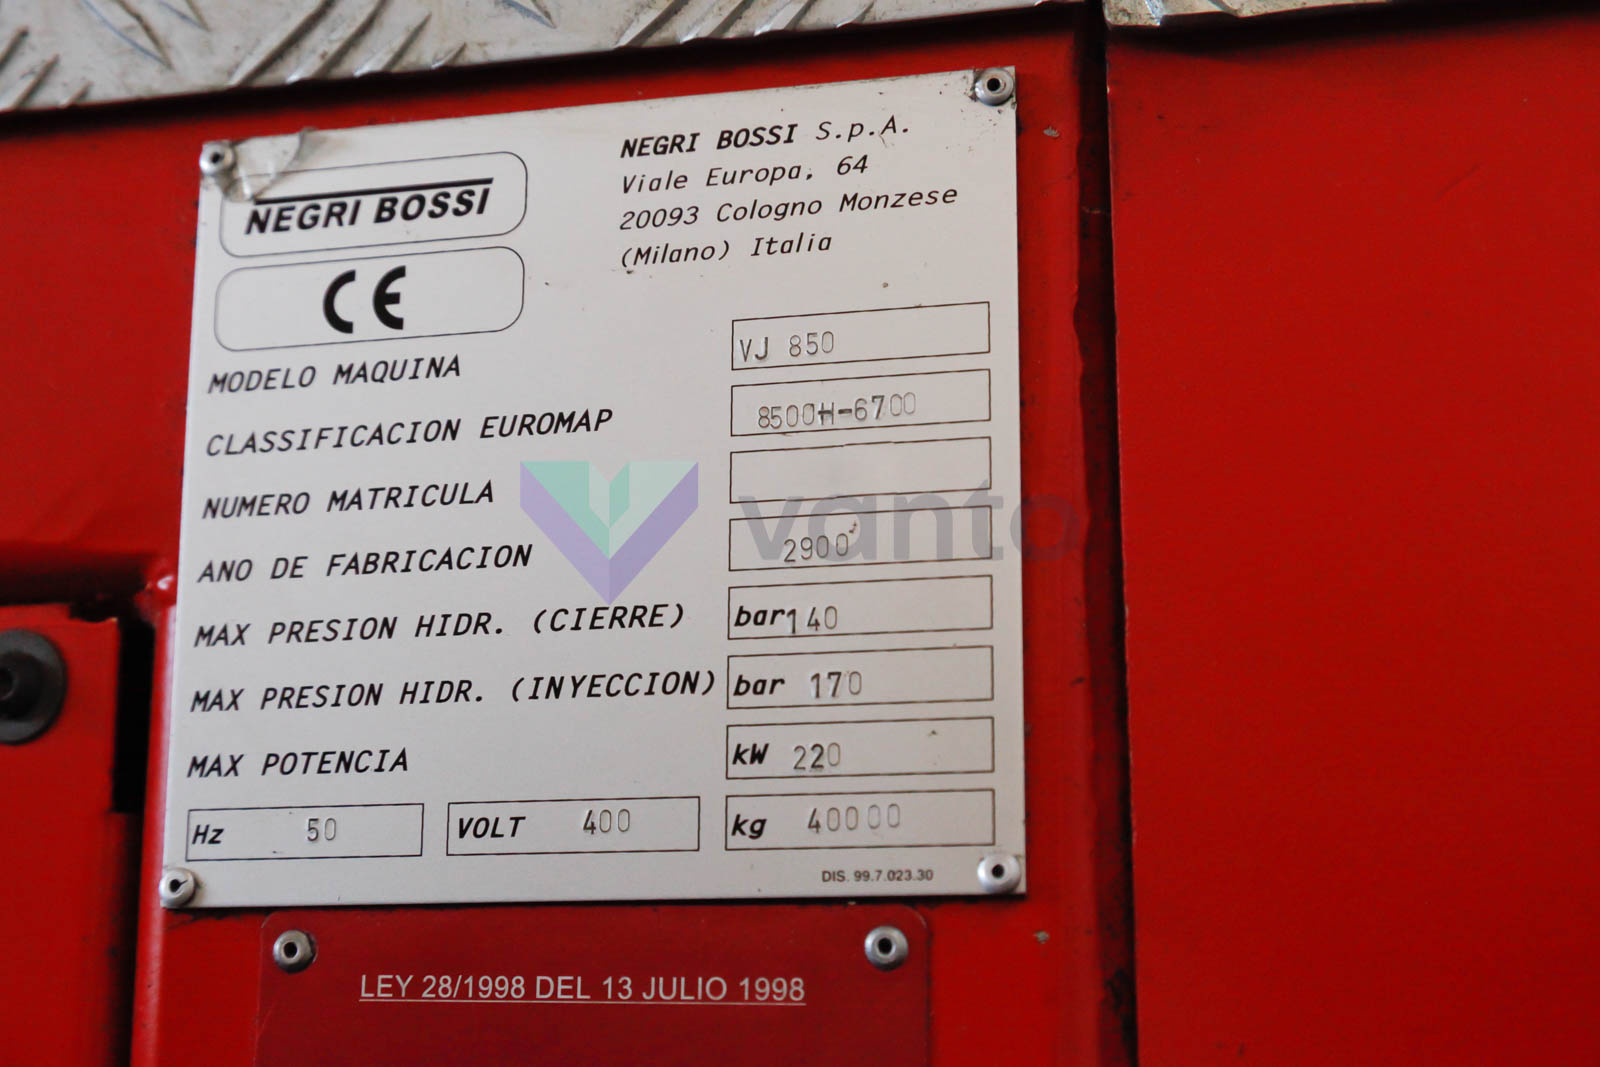 NEGRI BOSSI
NEGRI BOSSI S.p.A.
Viale Europa, 64
20093 Cologno Monzese
(Milano) Italia
CE
MODELO MAQUINA VJ 850
CLASSIFICACION EUROMAP 8500H-6700
NUMERO MATRICULA
vanto
ANO DE FABRICACION 2900
MAX PRESION HIDR. (CIERRE) bar 140
MAX PRESION HIDR. (INYECCION) bar 170
MAX POTENCIA kW 220
Hz 50 VOLT 400 kg 40000
DIS. 99.7.023.30
LEY 28/1998 DEL 13 JULIO 1998